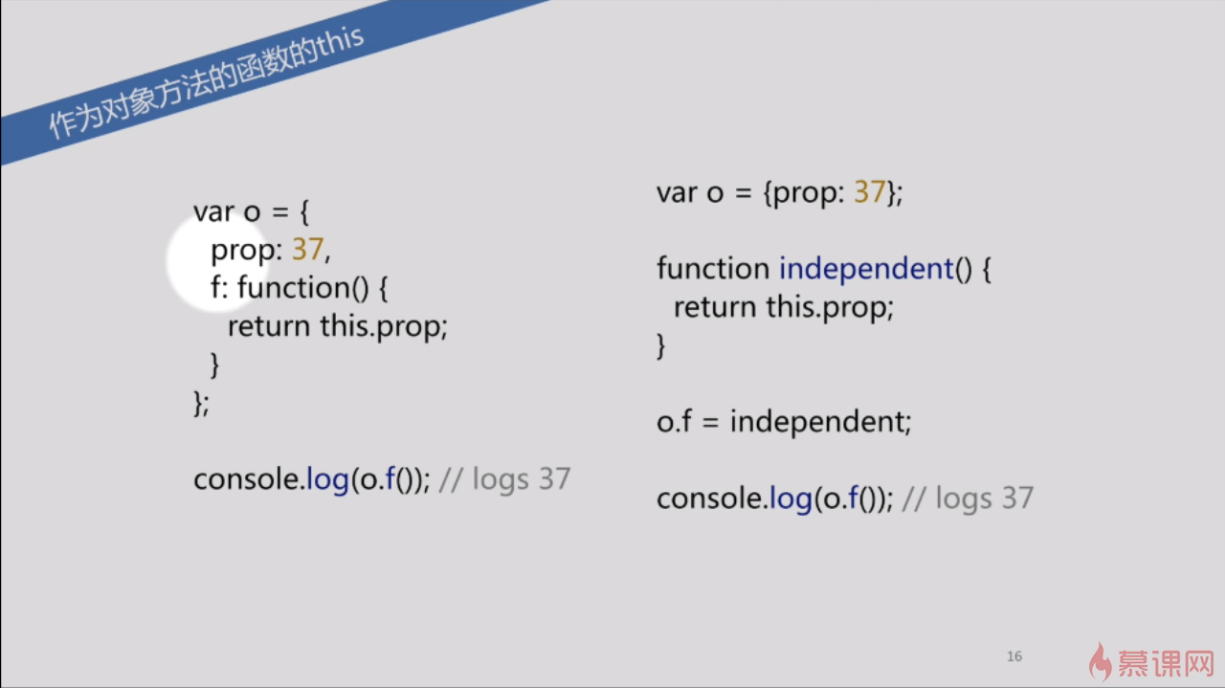 作为对象方法的函数的this
var o = {
prop: 37,
f: function() {
return this.prop;
}
};
console.log(o.f()); // logs 37
var o = {prop: 37};
function independent() {
return this.prop;
}
o.f = independent;
console.log(o.f()); // logs 37
16
慕课网